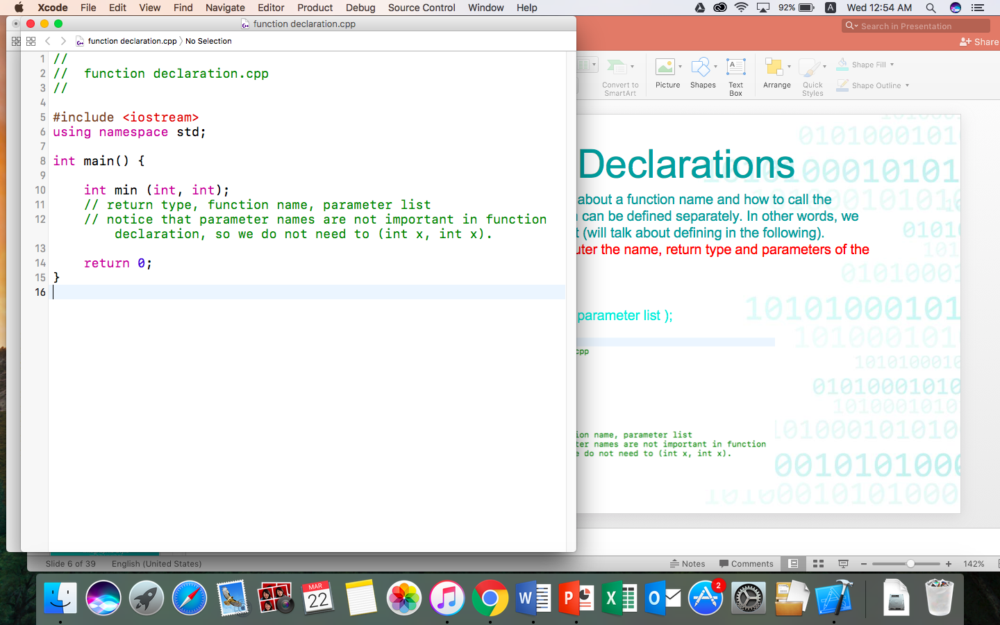 Xcode File Edit View Find Navigate Editor Product Debug Source Control Window Help 92% A Wed 12:54 AM
function declaration.cpp
function declaration.cpp No Selection
1 //
2 // function declaration.cpp
3 //
4
5 #include <iostream>
6 using namespace std;
7
8 int main() {
9
10 int min (int, int);
11 // return type, function name, parameter list
12 // notice that parameter names are not important in function
declaration, so we do not need to (int x, int x).
13
14 return 0;
15 }
16
Search in Presentation
Share
Convert to
SmartArt
Picture
Shapes
Text
Box
Arrange
Quick
Styles
Shape Fill
Shape Outline
Declarations
about a function name and how to call the
can be defined separately. In other words, we
(will talk about defining in the following).
the name, return type and parameters of the
parameter list );
cpp
name, parameter list
names are not important in function
do not need to (int x, int x).
0101000101
10101000101
0010101000
Slide 6 of 39 English (United States)
Notes Comments 142%
MAR
22
W P X O
2